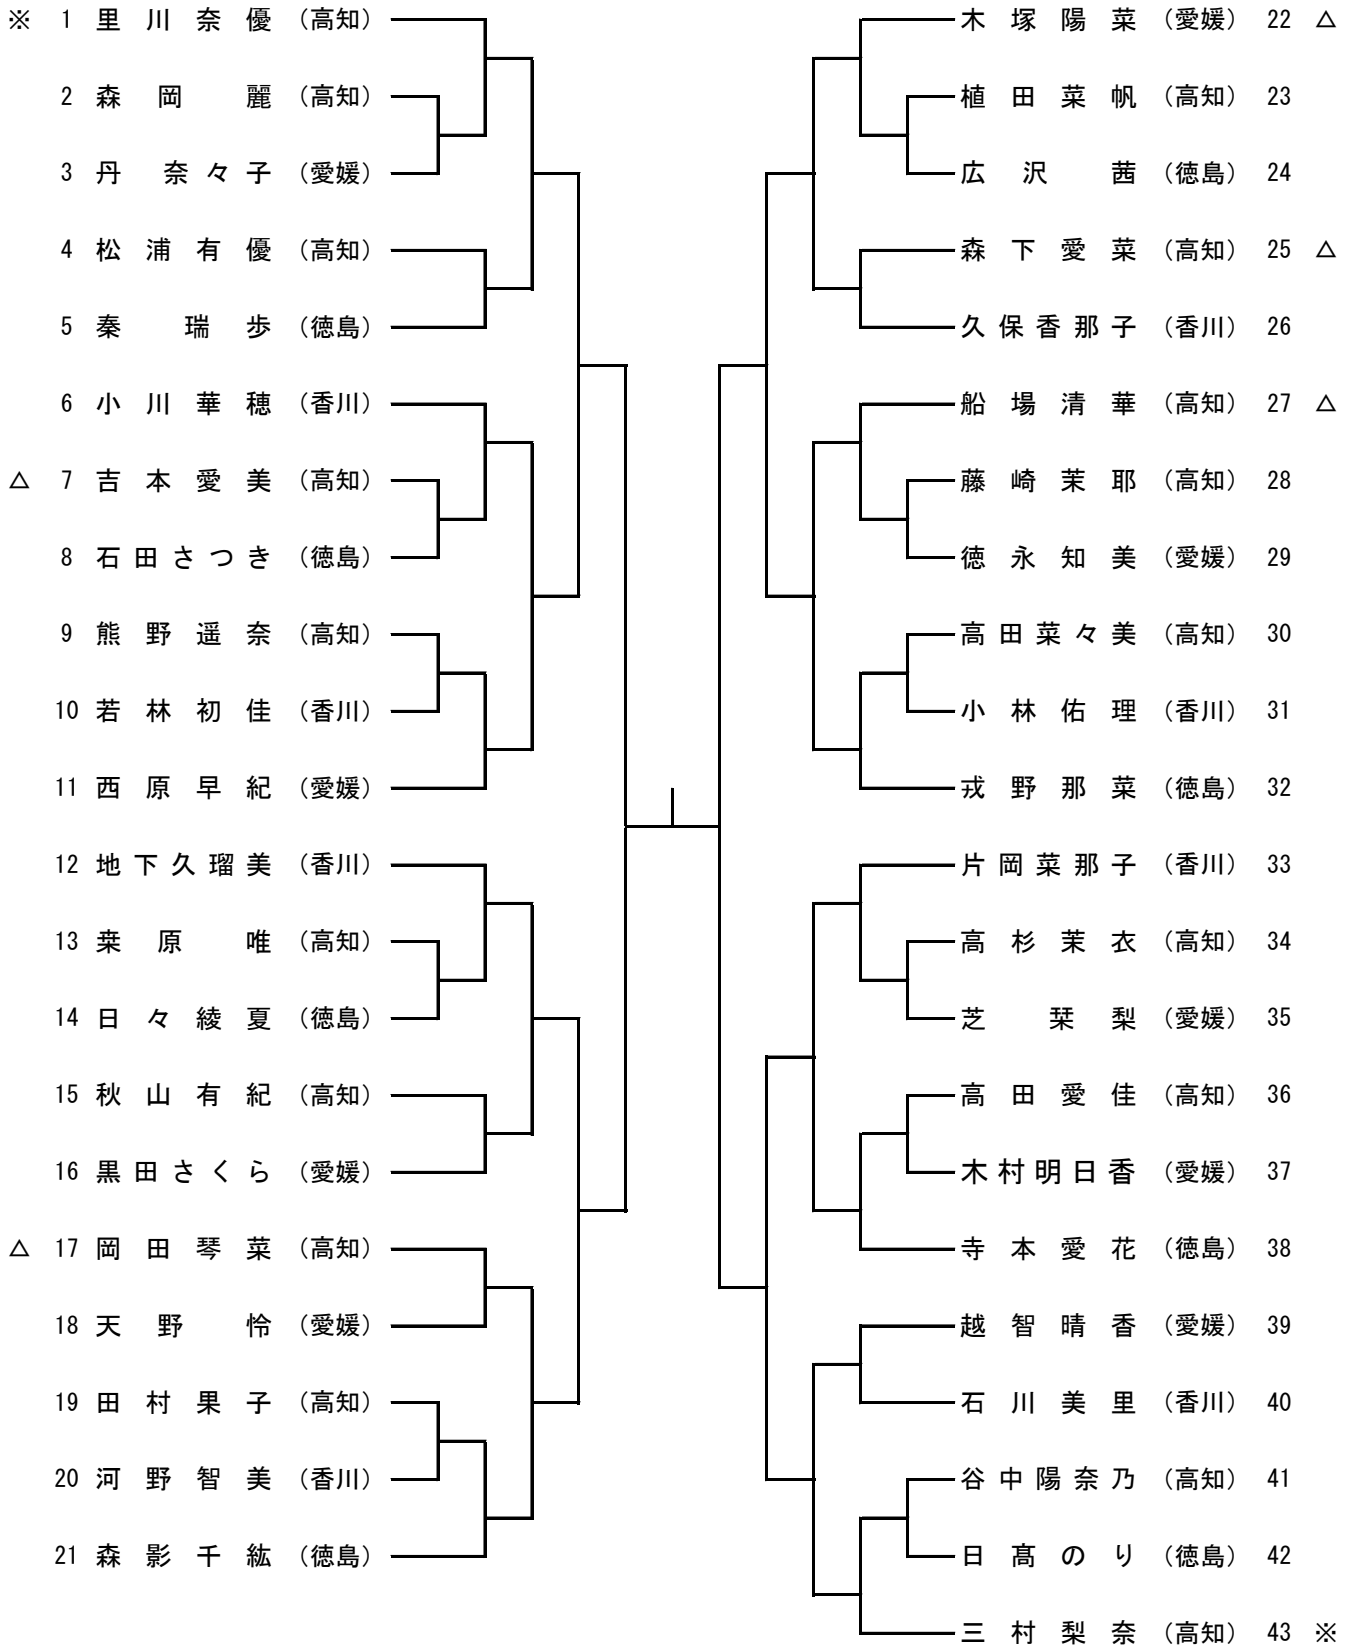 ※ 1 里川奈優 （高知）
2 森岡麗 （高知）
3 丹奈々子 （愛媛）
4 松浦有優 （高知）
5 秦瑞歩 （徳島）
6 小川華穂 （香川）
△ 7 吉本愛美 （高知）
8 石田さつき （徳島）
9 熊野遥奈 （高知）
10 若林初佳 （香川）
11 西原早紀 （愛媛）
12 地下久瑠美 （香川）
13 桒原唯 （高知）
14 日々綾夏 （徳島）
15 秋山有紀 （高知）
16 黒田さくら （愛媛）
△ 17 岡田琴菜 （高知）
18 天野怜 （愛媛）
19 田村果子 （高知）
20 河野智美 （香川）
21 森影千紘 （徳島）
木塚陽菜 （愛媛） 22 △
植田菜帆 （高知） 23
広沢茜 （徳島） 24
森下愛菜 （高知） 25 △
久保香那子 （香川） 26
船場清華 （高知） 27 △
藤崎茉耶 （高知） 28
徳永知美 （愛媛） 29
高田菜々美 （高知） 30
小林佑理 （香川） 31
戎野那菜 （徳島） 32
片岡菜那子 （香川） 33
高杉茉衣 （高知） 34
芝栞梨 （愛媛） 35
高田愛佳 （高知） 36
木村明日香 （愛媛） 37
寺本愛花 （徳島） 38
越智晴香 （愛媛） 39
石川美里 （香川） 40
谷中陽奈乃 （高知） 41
日髙のり （徳島） 42
三村梨奈 （高知） 43 ※